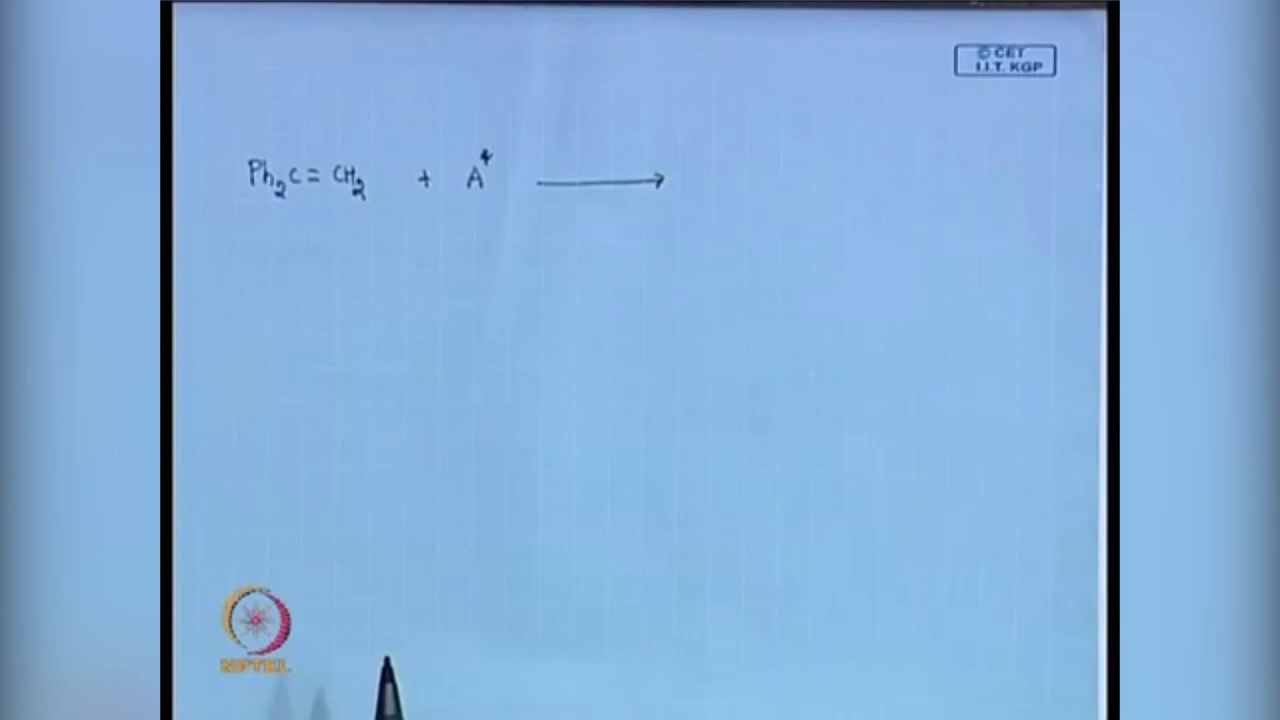 © CET
I.I.T. KGP
Ph₂C = CH₂ + A* ⟶
NPTEL